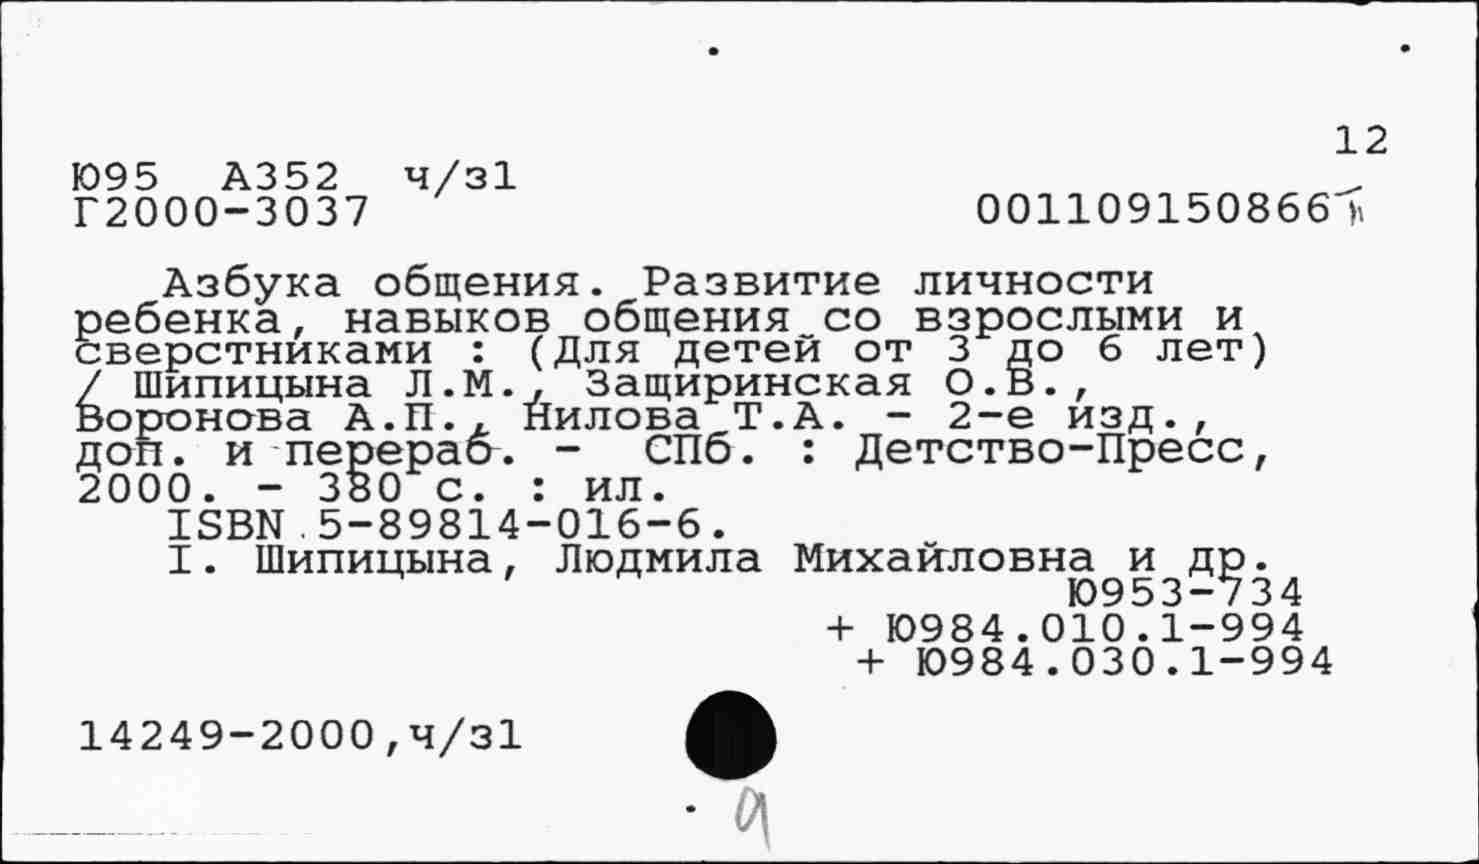 12
Ю95 А352 ч/з1
Г2000-3037 001109150866
Азбука общения. Развитие личности
ребенка, навыков общения со взрослыми и
сверстниками : (Для детей от 3 до 6 лет)
/ Шипицына Л.М., Защиринская О.В.,
Воронова А.П., Нилова Т.А. - 2-е изд.,
доп. и перераб. - СПб. : Детство-Пресс,
2000. - 380 с. : ил.
ISBN 5-89814-016-6.
I. Шипицына, Людмила Михайловна и др.
Ю953-734
+ Ю984.010.1-994
+ Ю984.030.1-994
14249-2000,ч/з1